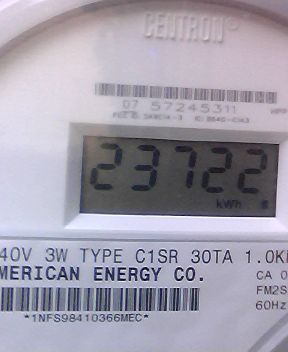 CENTRON®
07 57245311
23722
kWh
40V 3W TYPE C1SR 30TA 1.0K
MERICAN ENERGY CO.
CA 0
FM2S
60Hz
*1NFS98410366MEC*